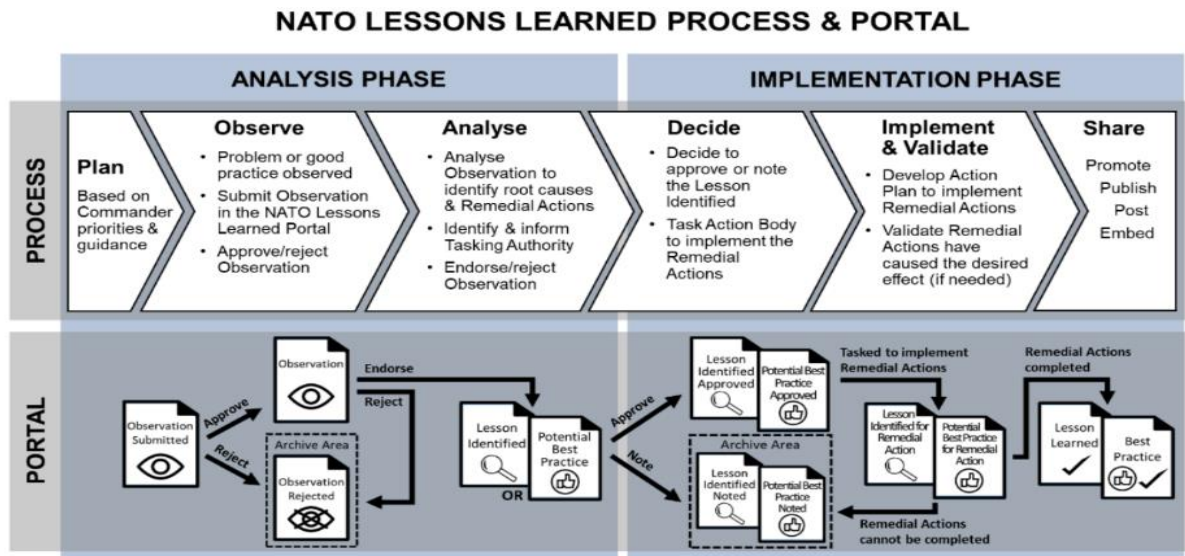 NATO LESSONS LEARNED PROCESS & PORTAL
ANALYSIS PHASE
IMPLEMENTATION PHASE
PROCESS
Plan
Based on
Commander
priorities &
guidance
Observe
• Problem or good
practice observed
• Submit Observation
in the NATO Lessons
Learned Portal
• Approve/reject
Observation
Analyse
• Analyse
Observation to
identify root causes
& Remedial Actions
• Identify & inform
Tasking Authority
• Endorse/reject
Observation
Decide
• Decide to
approve or note
the Lesson
Identified
• Task Action Body
to implement the
Remedial
Actions
Implement
& Validate
• Develop Action
Plan to implement
Remedial Actions
• Validate Remedial
Actions have
caused the desired
effect (if needed)
Share
Promote
Publish
Post
Embed
PORTAL
Observation
Submitted
Approve
Reject
Observation
Archive Area
Observation
Rejected
Endorse
Reject
Lesson
Identified
OR
Potential
Best
Practice
Approve
Note
Lesson
Identified
Approved
Potential Best
Practice
Approved
Archive Area
Lesson
Identified
Noted
Potential Best
Practice
Noted
Tasked to implement
Remedial Actions
Lesson
Identified for
Remedial
Action
Potential
Best Practice
for Remedial
Action
Remedial Actions
cannot be completed
Remedial Actions
completed
Lesson
Learned
Best
Practice